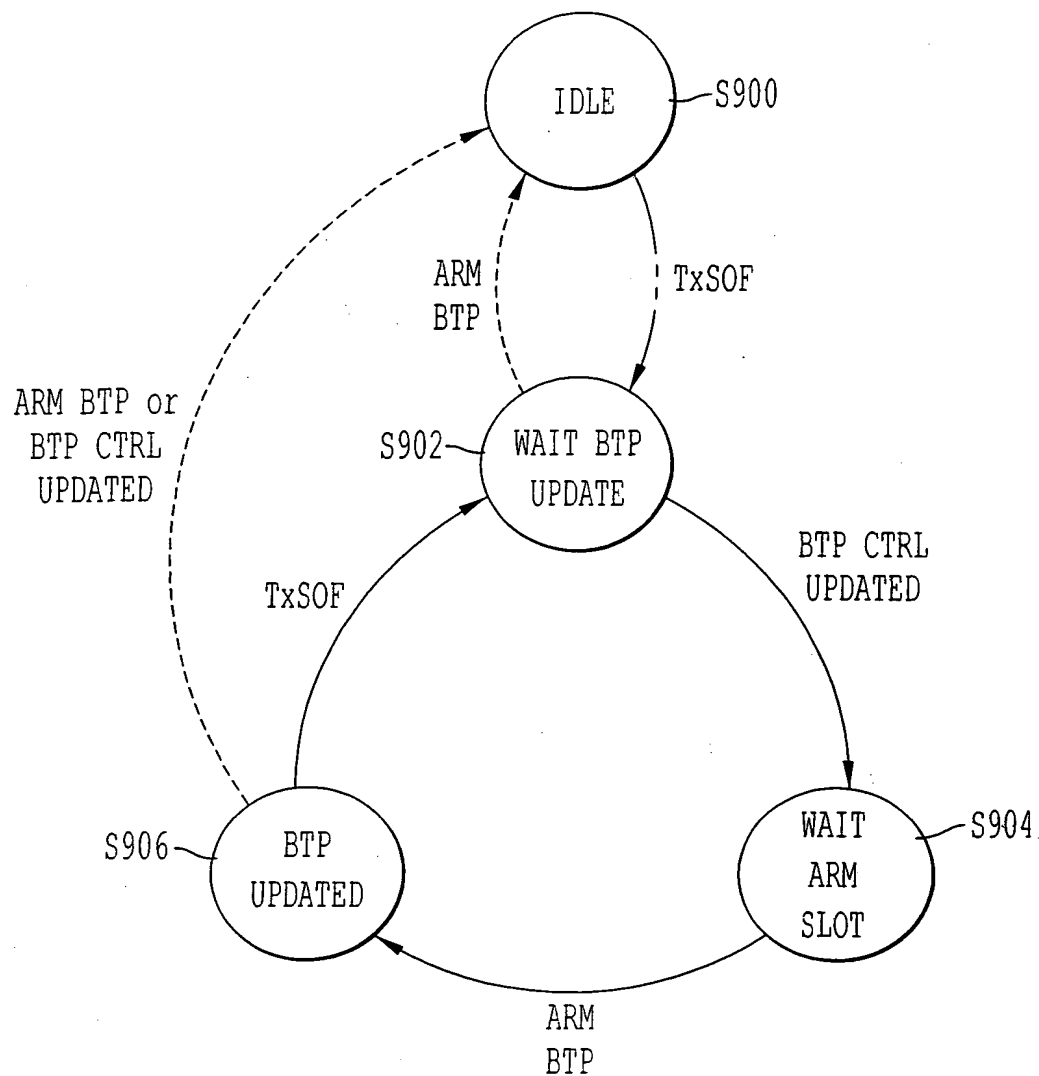 IDLE
S900
ARM
BTP
TxSOF
ARM BTP or
BTP CTRL
UPDATED
S902
WAIT BTP
UPDATE
BTP CTRL
UPDATED
TxSOF
S906
BTP
UPDATED
WAIT
ARM
SLOT
S904
ARM
BTP